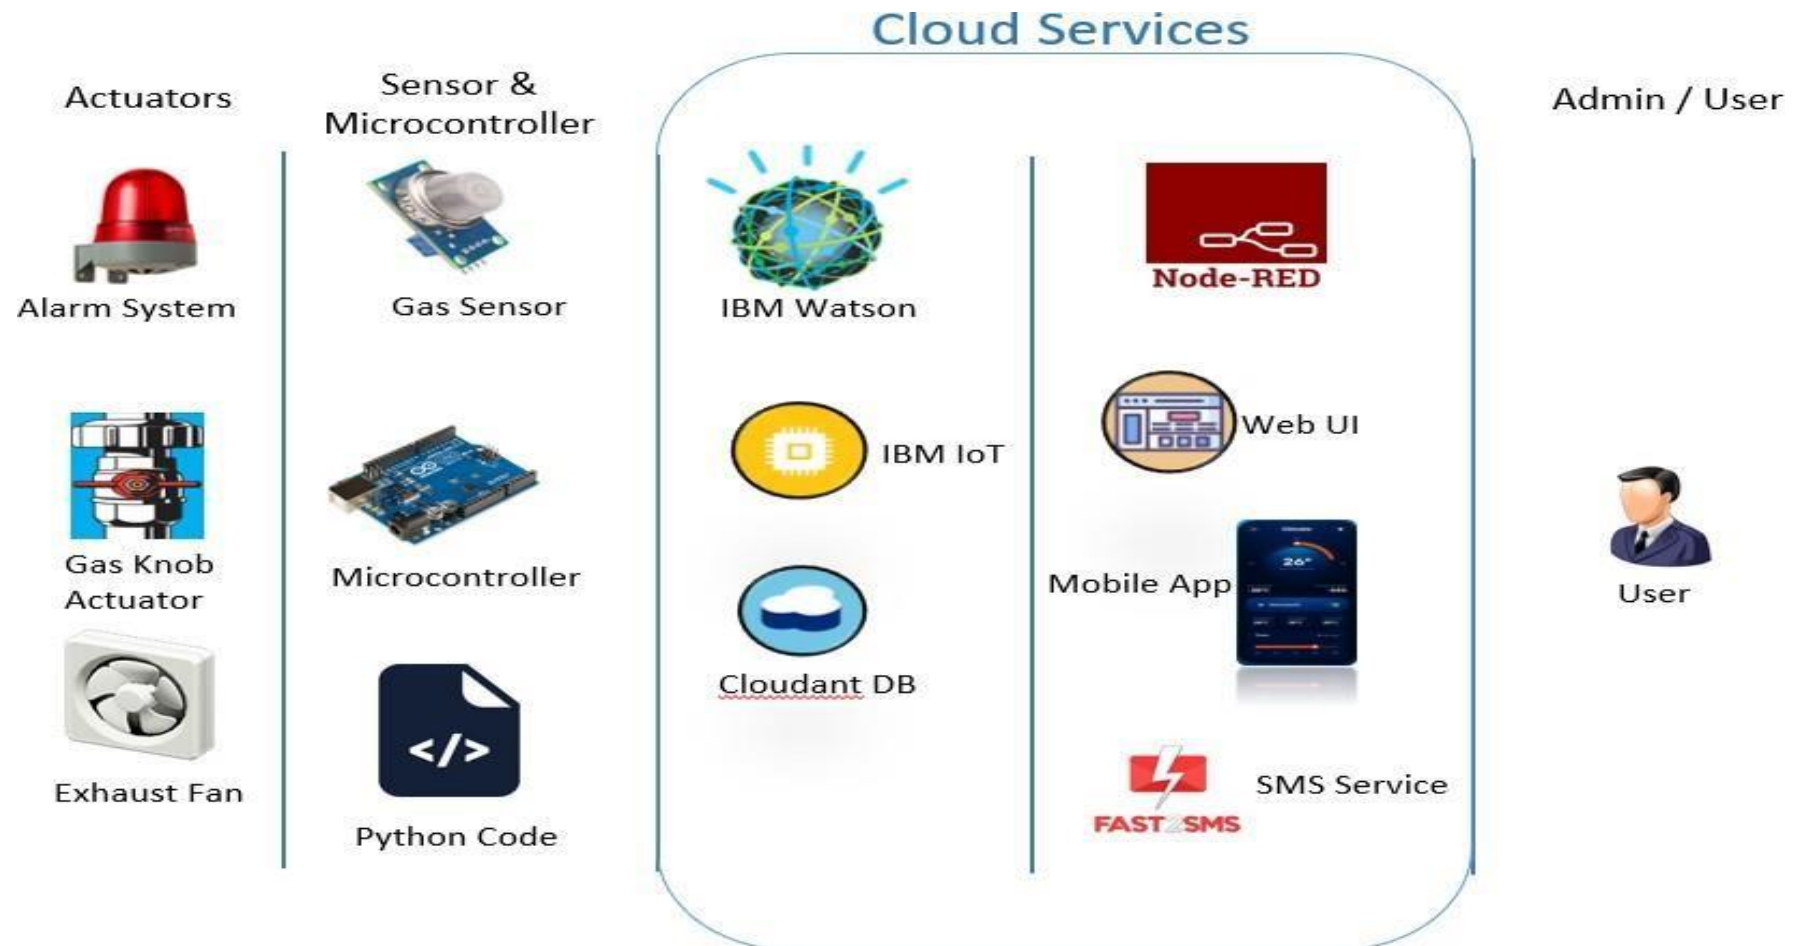 Cloud Services
Actuators
Sensor &
Microcontroller
Admin / User
Alarm System
Gas Sensor
IBM Watson
Node-RED
Gas Knob
Actuator
Microcontroller
IBM IoT
Web UI
Mobile App
26°
User
Cloudant DB
Exhaust Fan
</>
Python Code
FAST2SMS
SMS Service